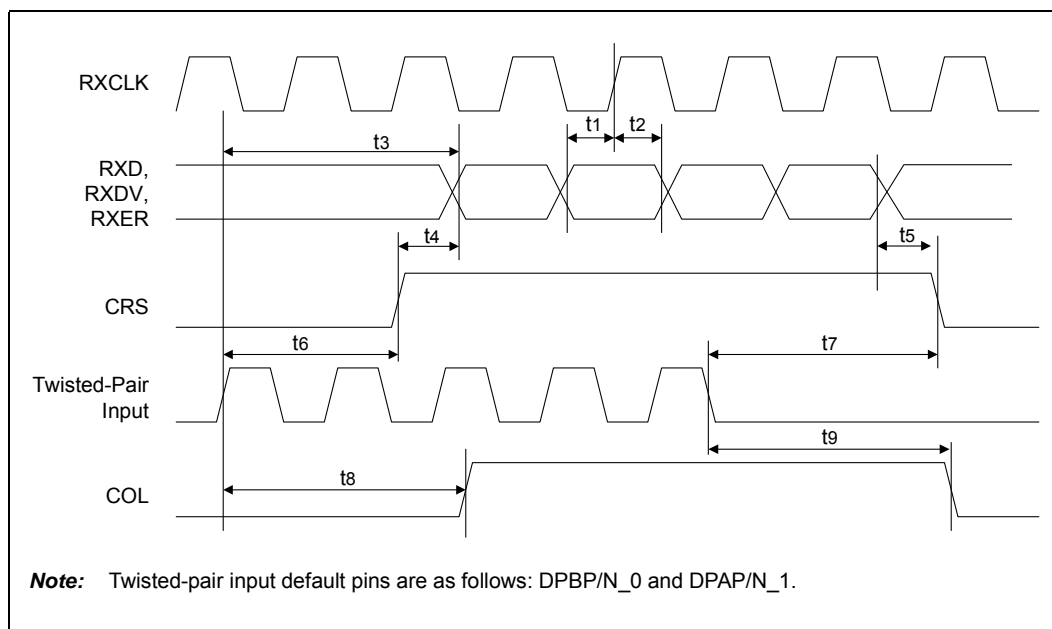 RXCLK
t1
t2
t3
RXD,
RXDV,
RXER
t4
t5
CRS
t6
t7
Twisted-Pair
Input
t9
t8
COL
Note: Twisted-pair input default pins are as follows: DPBP/N_0 and DPAP/N_1.